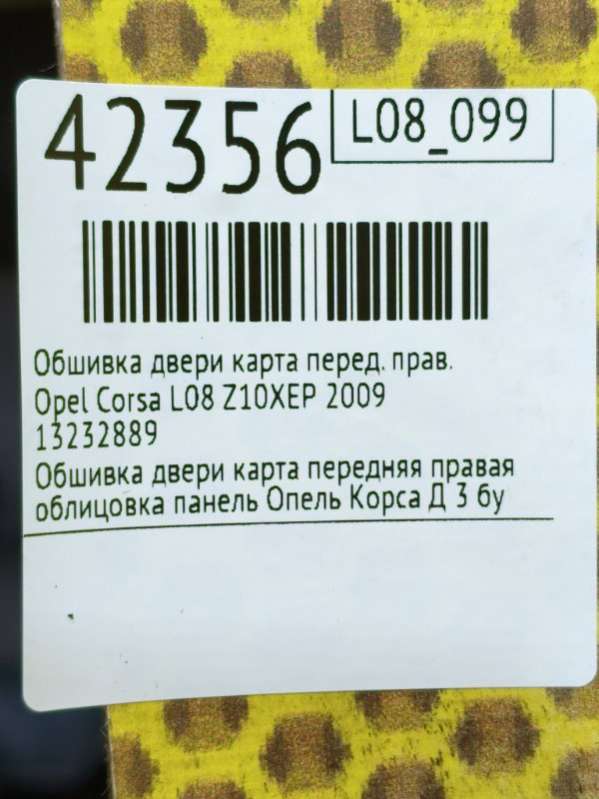 42356
L08_099
Обшивка двери карта перед. прав.
Opel Corsa L08 Z10XEP 2009
13232889
Обшивка двери карта передняя правая
облицовка панель Опель Корса Д 3 бу